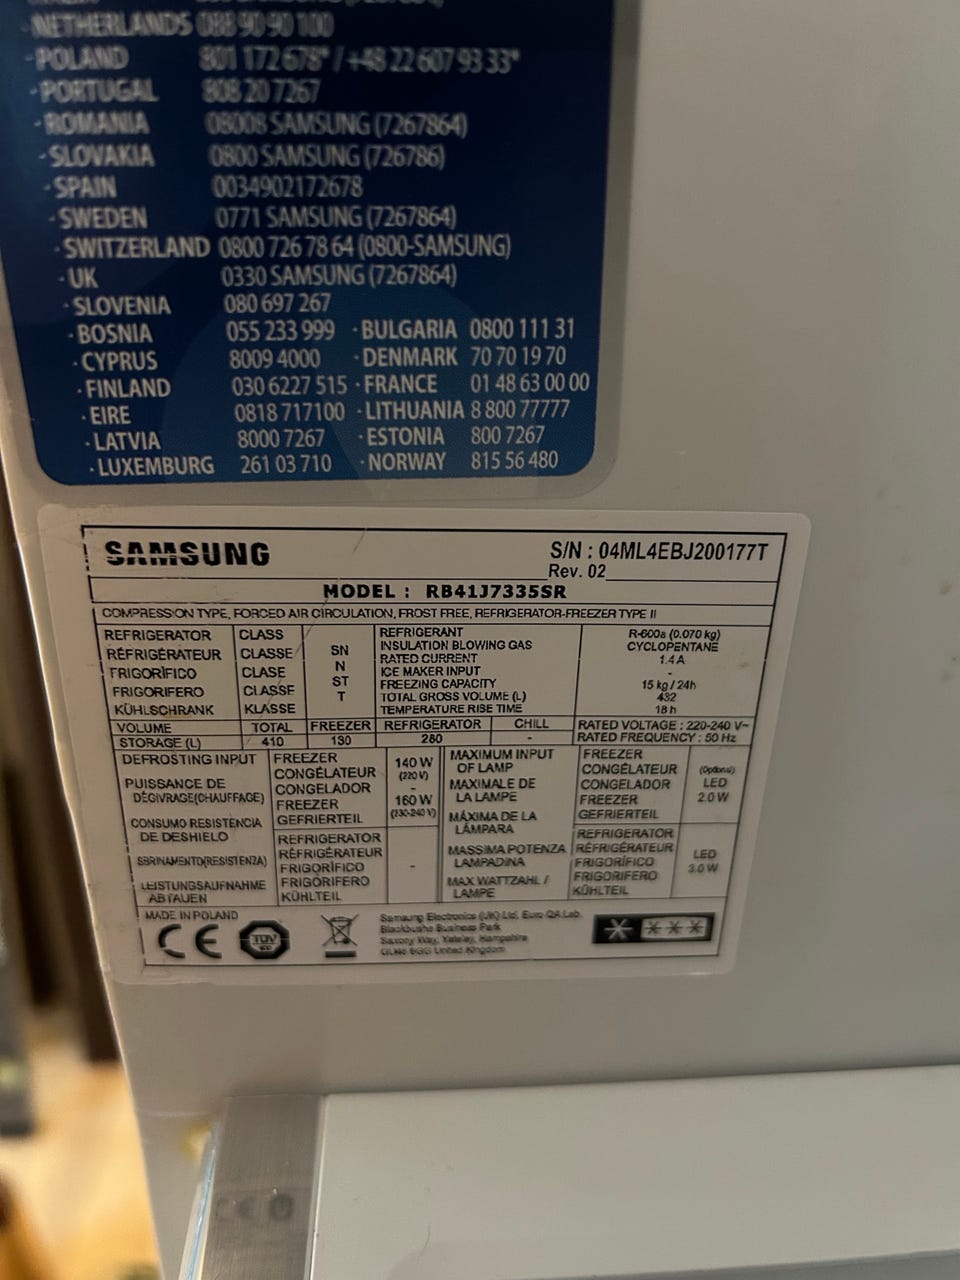 NETHERLANDS 088 90 90 100
·POLAND 801 172 678* / +48 22 607 93 33*
·PORTUGAL 808 20 7267
·ROMANIA 08008 SAMSUNG (7267864)
·SLOVAKIA 0800 SAMSUNG (726786)
·SPAIN 0034902172678
·SWEDEN 0771 SAMSUNG (7267864)
·SWITZERLAND 0800 726 78 64 (0800-SAMSUNG)
·UK 0330 SAMSUNG (7267864)
·SLOVENIA 080 697 267
·BOSNIA 055 233 999 ·BULGARIA 0800 111 31
·CYPRUS 8009 4000 ·DENMARK 70 70 19 70
·FINLAND 030 6227 515 ·FRANCE 01 48 63 00 00
·EIRE 0818 717100 ·LITHUANIA 8 800 77777
·LATVIA 8000 7267 ·ESTONIA 800 7267
·LUXEMBURG 261 03 710 ·NORWAY 815 56 480
SAMSUNG S/N : 04ML4EBJ200177T
Rev. 02
MODEL : RB41J7335SR
COMPRESSION TYPE, FORCED AIR CIRCULATION, FROST FREE, REFRIGERATOR-FREEZER TYPE II
REFRIGERATOR CLASS
RÉFRIGÉRATEUR CLASSE
FRIGORÍFICO CLASE
FRIGORIFERO CLASSE
KÜHLSCHRANK KLASSE
SN
N
ST
T
REFRIGERANT R-600a (0.070 kg)
INSULATION BLOWING GAS CYCLOPENTANE
RATED CURRENT 1.4 A
ICE MAKER INPUT -
FREEZING CAPACITY 15 kg / 24h
TOTAL GROSS VOLUME (L) 432
TEMPERATURE RISE TIME 18 h
VOLUME TOTAL FREEZER REFRIGERATOR CHILL
STORAGE (L) 410 130 280 -
RATED VOLTAGE : 220-240 V~
RATED FREQUENCY : 50 Hz
DEFROSTING INPUT
PUISSANCE DE
DÉGIVRAGE(CHAUFFAGE)
CONSUMO RESISTENCIA
DE DESHIELO
SBRINAMENTO(RESISTENZA)
LEISTUNGSAUFNAHME
ABTAUEN
FREEZER
CONGÉLATEUR
CONGELADOR
FREEZER
GEFRIERTEIL
140 W
(220 V)
-
160 W
(230-240 V)
REFRIGERATOR
RÉFRIGÉRATEUR
FRIGORÍFICO
FRIGORIFERO
KÜHLTEIL
-
MAXIMUM INPUT
OF LAMP
MAXIMALE DE
LA LAMPE
MÁXIMA DE LA
LÁMPARA
MASSIMA POTENZA
LAMPADINA
MAX WATTZAHL /
LAMPE
FREEZER
CONGÉLATEUR
CONGELADOR
FREEZER
GEFRIERTEIL
(Optional)
LED
2.0 W
REFRIGERATOR
RÉFRIGÉRATEUR
FRIGORÍFICO
FRIGORIFERO
KÜHLTEIL
LED
3.0 W
MADE IN POLAND
CE
TÜV
Samsung Electronics (UK) Ltd, Euro QA Lab.
Blackbushe Business Park
Saxony Way, Yateley, Hampshire
GU46 6GG United Kingdom
CE